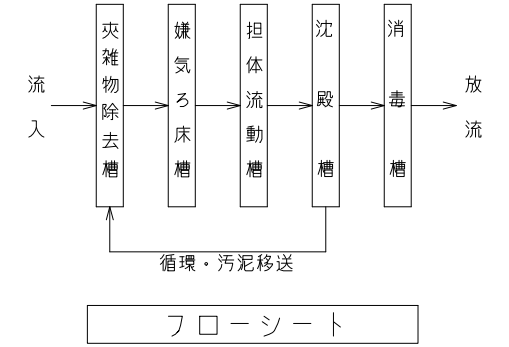 流入
夾雑物除去槽
嫌気ろ床槽
担体流動槽
沈殿槽
消毒槽
放流
循環・汚泥移送
フローシート